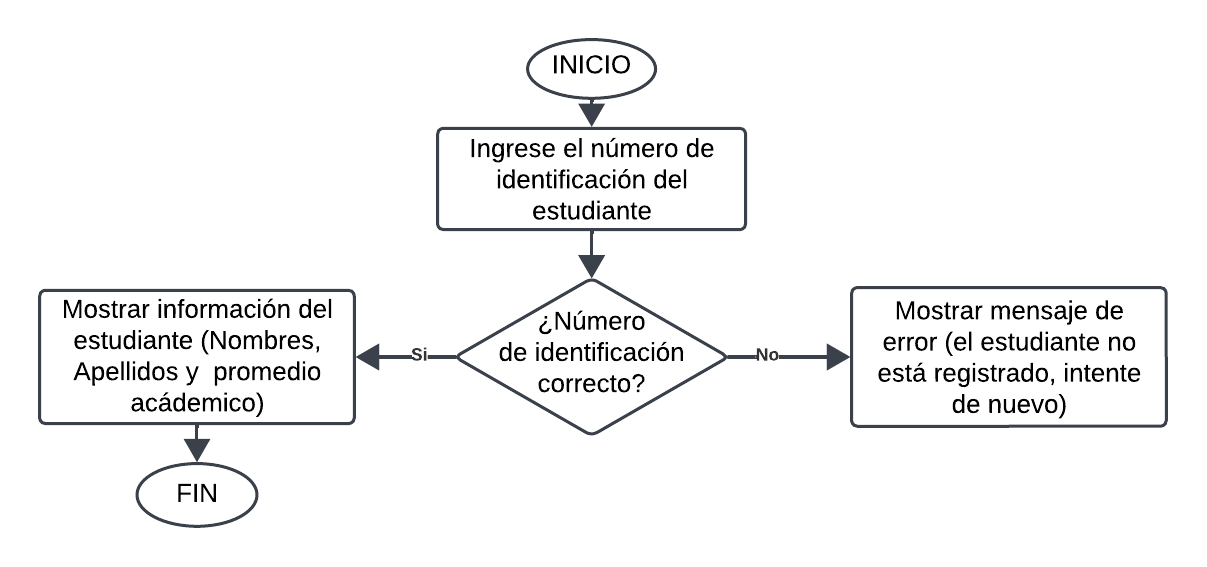 INICIO
Ingrese el número de
identificación del
estudiante
¿Número
de identificación
correcto?
Si
No
Mostrar información del
estudiante (Nombres,
Apellidos y  promedio
acádemico)
Mostrar mensaje de
error (el estudiante no
está registrado, intente
de nuevo)
FIN